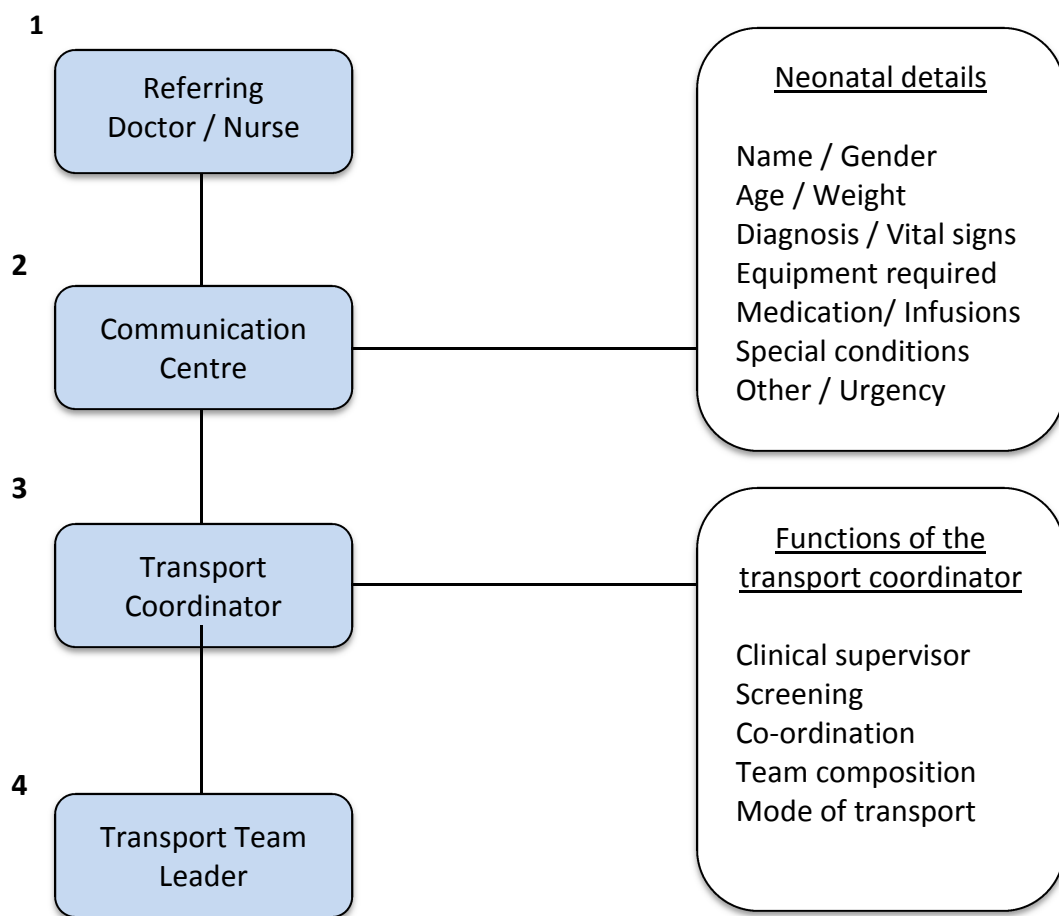 1
Referring
Doctor / Nurse
2
Communication
Centre
3
Transport
Coordinator
4
Transport Team
Leader
Neonatal details
Name / Gender
Age / Weight
Diagnosis / Vital signs
Equipment required
Medication/ Infusions
Special conditions
Other / Urgency
Functions of the
transport coordinator
Clinical supervisor
Screening
Co-ordination
Team composition
Mode of transport